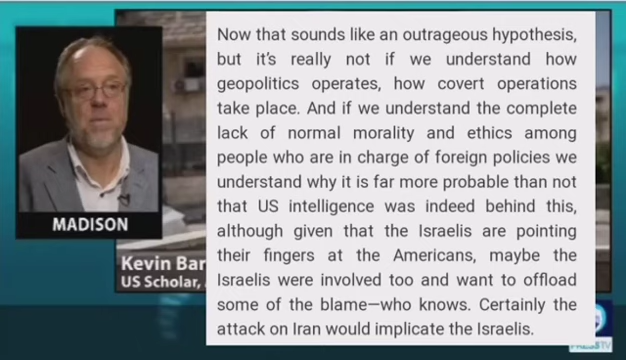 Now that sounds like an outrageous hypothesis,
but it's really not if we understand how
geopolitics operates, how covert operations
take place. And if we understand the complete
lack of normal morality and ethics among
people who are in charge of foreign policies we
understand why it is far more probable than not
that US intelligence was indeed behind this,
although given that the Israelis are pointing
their fingers at the Americans, maybe the
Israelis were involved too and want to offload
some of the blame—who knows. Certainly the
attack on Iran would implicate the Israelis.
MADISON
Kevin Bar
US Scholar,
PRESSTV